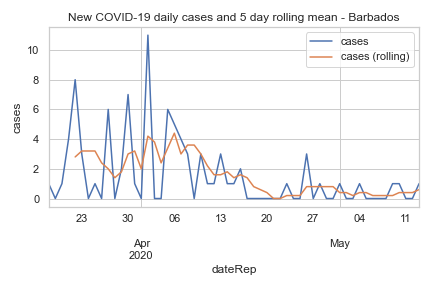 New COVID-19 daily cases and 5 day rolling mean - Barbados
cases
cases (rolling)
cases
10
8
6
4
2
0
23 30 06 13 20 27 04 11
Apr May
2020
dateRep